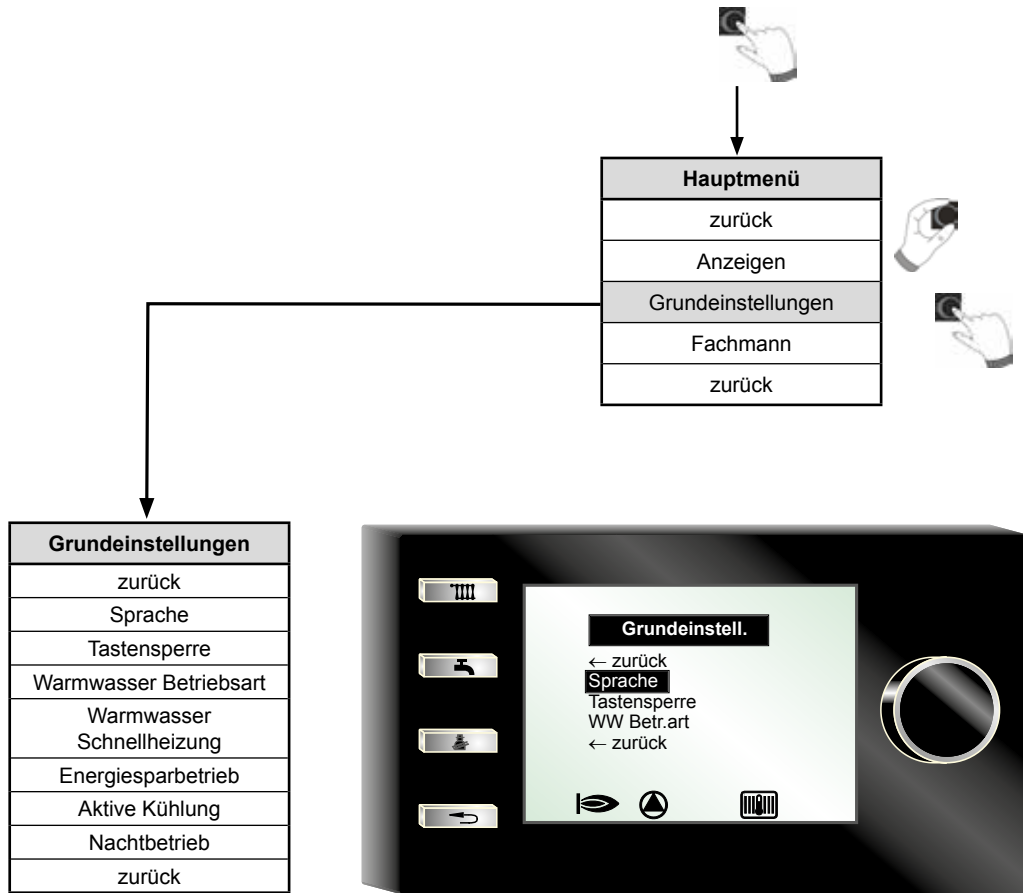 Hauptmenü
zurück
Anzeigen
Grundeinstellungen
Fachmann
zurück
Grundeinstellungen
zurück
Sprache
Tastensperre
Warmwasser Betriebsart
Warmwasser
Schnellheizung
Energiesparbetrieb
Aktive Kühlung
Nachtbetrieb
zurück
Grundeinstell.
← zurück
Sprache
Tastensperre
WW Betr.art
← zurück